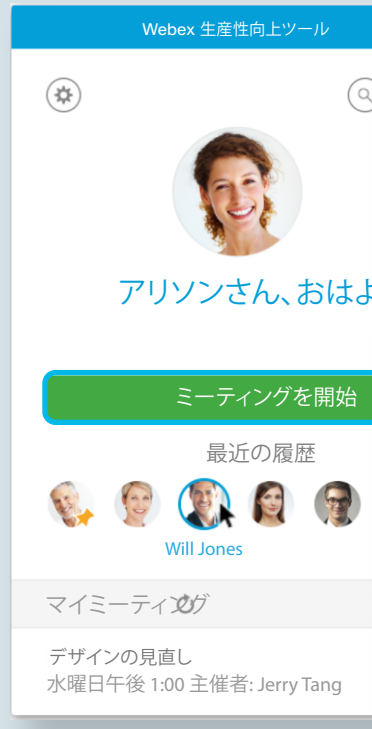 Webex 生産性向上ツール
アリソンさん、おはよ
ミーティングを開始
最近の履歴
Will Jones
マイミーティング
デザインの見直し
水曜日午後 1:00 主催者: Jerry Tang